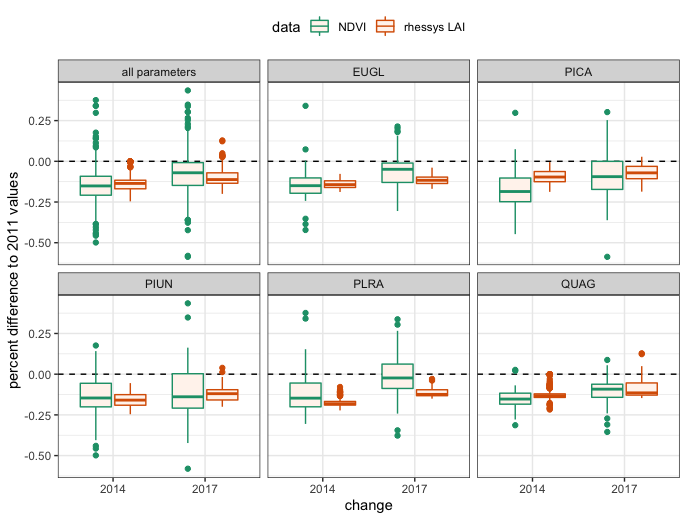 data NDVI rhessys LAI
all parameters EUGL PICA
0.25
0.00
-0.25
-0.50
PIUN PLRA QUAG
0.25
0.00
-0.25
-0.50
2014 2017 2014 2017 2014 2017
change
percent difference to 2011 values